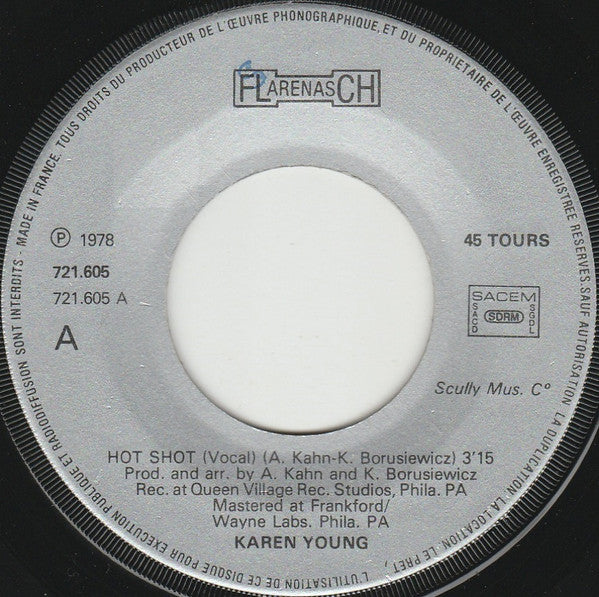 MADE IN FRANCE. TOUS DROITS DU PRODUCTEUR DE L'ŒUVRE PHONOGRAPHIQUE, ET DU PROPRIETAIRE DE L'ŒUVRE ENREGISTREE RESERVES. SAUF AUTORISATION LA DUPLICATION, LA LOCATION, LE PRET, L'UTILISATION DE CE DISQUE POUR EXECUTION PUBLIQUE ET RADIODIFFUSION SONT INTERDITS -
FLARENASCH
Ⓟ 1978
45 TOURS
721.605
721.605 A
SACEM
SACD
SDRM
SGDL
A
Scully Mus. C°
HOT SHOT (Vocal) (A. Kahn-K. Borusiewicz) 3'15
Prod. and arr. by A. Kahn and K. Borusiewicz
Rec. at Queen Village Rec. Studios, Phila. PA
Mastered at Frankford/
Wayne Labs. Phila. PA
KAREN YOUNG